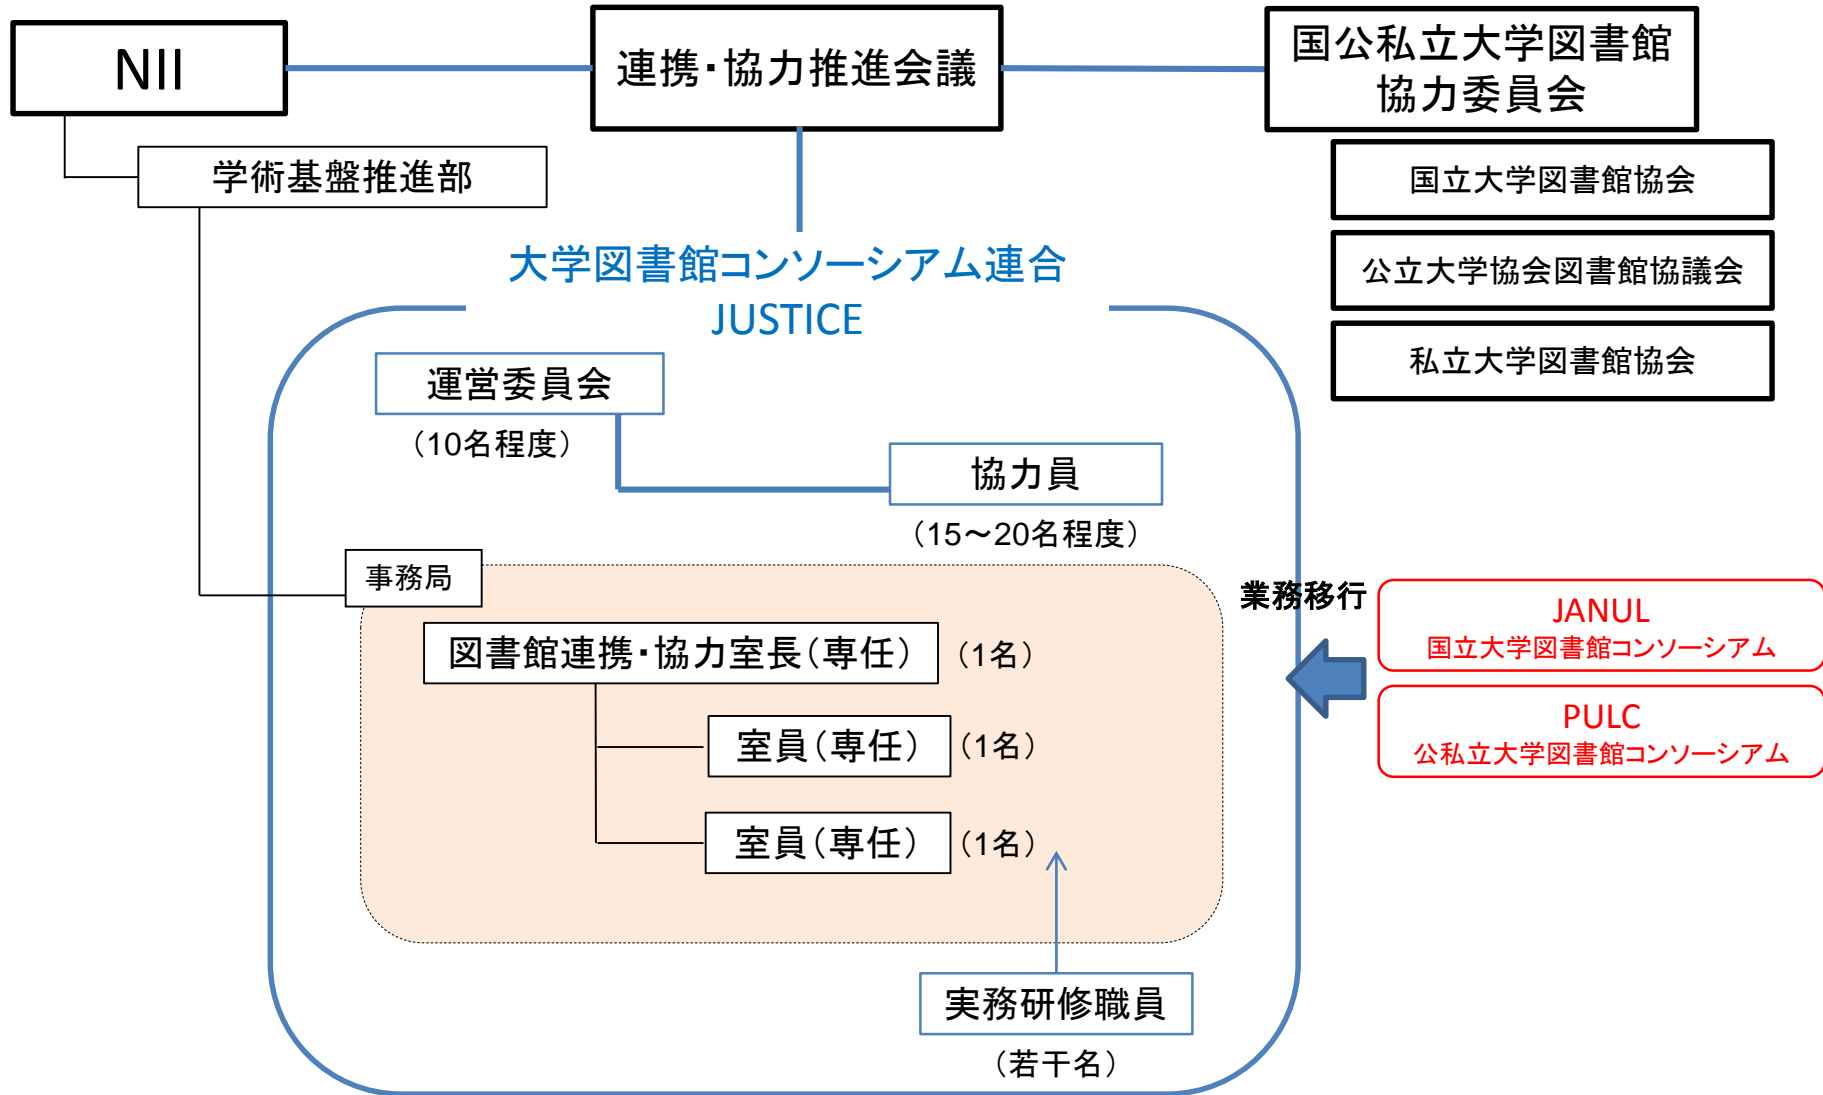 NII
連携・協力推進会議
国公私立大学図書館
協力委員会
学術基盤推進部
国立大学図書館協会
公立大学協会図書館協議会
私立大学図書館協会
大学図書館コンソーシアム連合
JUSTICE
運営委員会
（10名程度）
協力員
（15～20名程度）
事務局
図書館連携・協力室長（専任）
（1名）
室員（専任）
（1名）
室員（専任）
（1名）
実務研修職員
（若干名）
業務移行
JANUL
国立大学図書館コンソーシアム
PULC
公私立大学図書館コンソーシアム